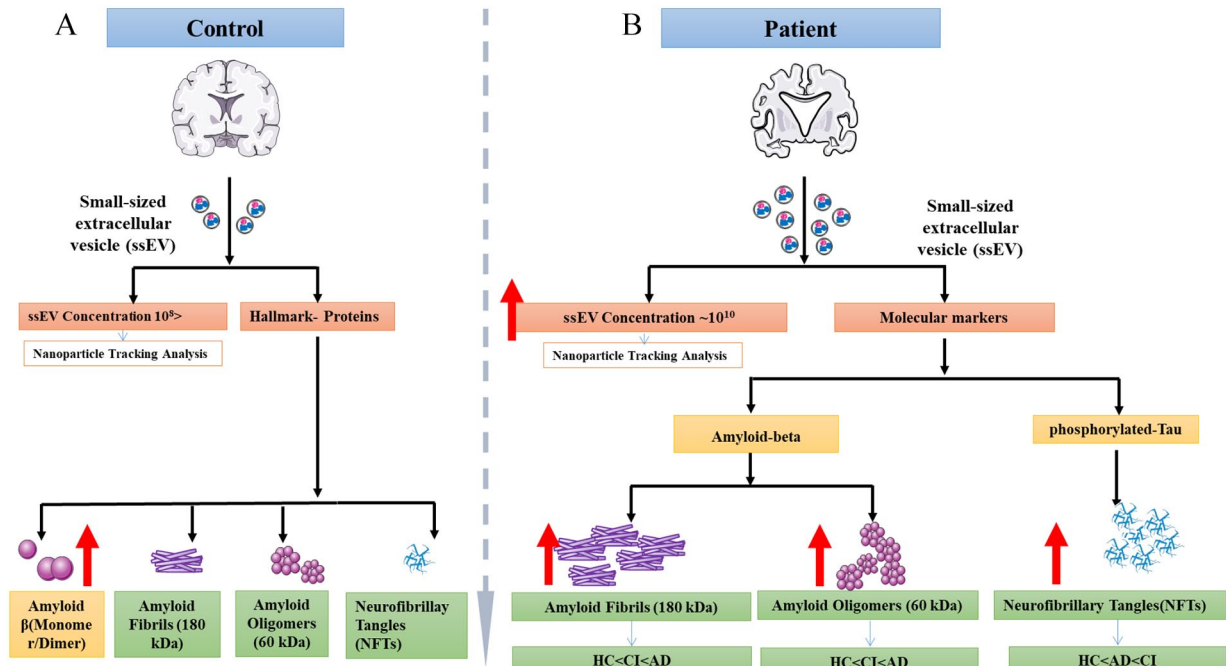 A
Control
Small-sized
extracellular
vesicle (ssEV)
ssEV Concentration 10⁸>
Hallmark- Proteins
Nanoparticle Tracking Analysis
Amyloid
β(Monome
r/Dimer)
Amyloid
Fibrils (180
kDa)
Amyloid
Oligomers
(60 kDa)
Neurofibrillay
Tangles
(NFTs)
B
Patient
Small-sized
extracellular
vesicle (ssEV)
ssEV Concentration ~10¹⁰
Molecular markers
Nanoparticle Tracking Analysis
Amyloid-beta
phosphorylated-Tau
Amyloid Fibrils (180 kDa)
Amyloid Oligomers (60 kDa)
Neurofibrillary Tangles(NFTs)
HC<CI<AD
HC<CI<AD
HC<AD<CI